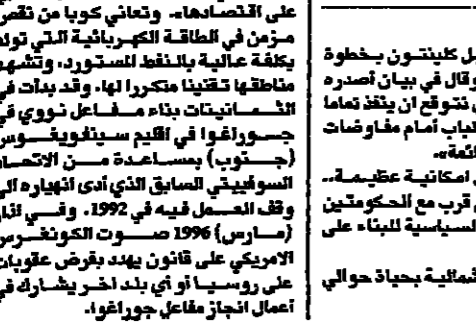 على اقتصادها». وتعاني كوبا من نقص
مزمن في الطاقة الكهربائية التي تولد
بكلفة عالية بالنفط المستورد، وتشهد
مناطقها تقنينا متكررا لها. وقد بدأت في
الثمانينات بناء مفاعل نووي في
جوراغوا في اقليم سينفويغوس
(جنوب) بمساعدة من الاتحاد
السوفييتي السابق الذي أدى انهياره الى
وقف العمل فيه في 1992. وفي اذار
(مارس) 1996 صوت الكونغرس
الامريكي على قانون يهدد بفرض عقوبات
على روسيا أو أي بلد اخر يشارك في
أعمال انجاز مفاعل جوراغوا.
كلينتون بخطوة
وقال في بيان أصدره
نتوقع ان ينفذ تماما
الباب أمام مفاوضات
امكانية عظيمة..
قرب مع الحكومتين
السياسية للبناء على
شمالية بحياة حوالي